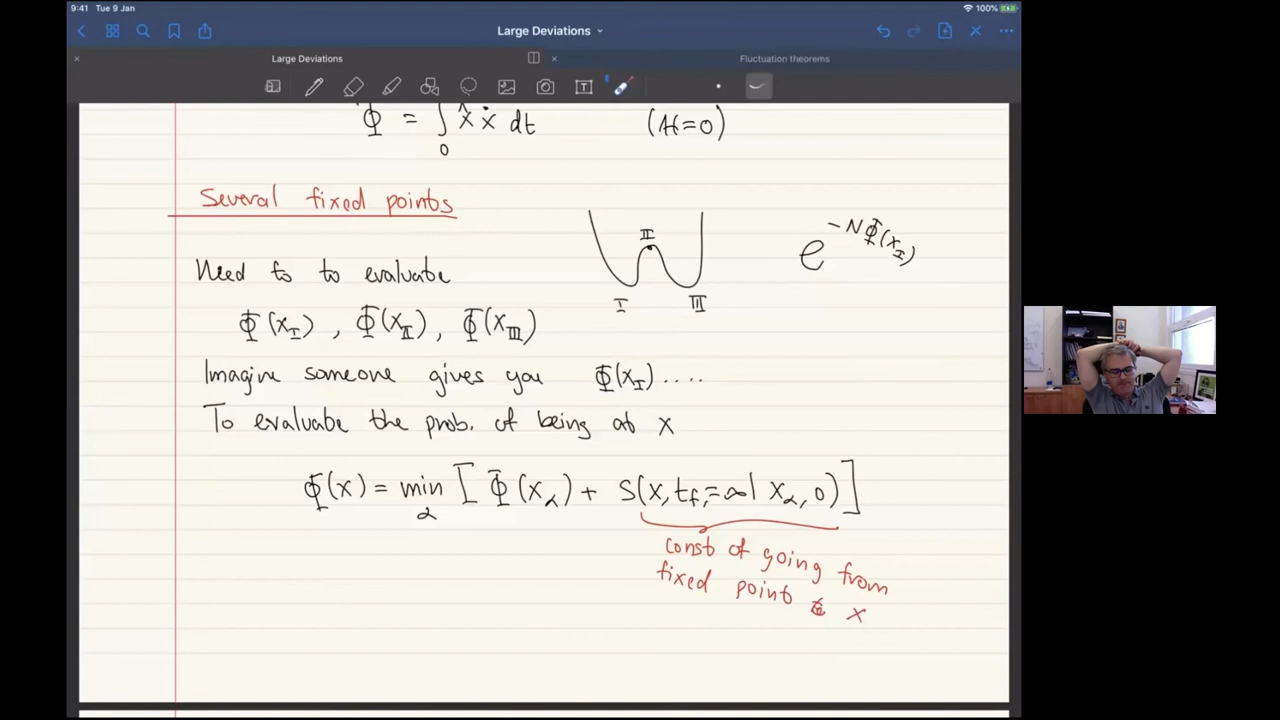 9:41 Tue 9 Jan
100%
Large Deviations
Large Deviations
Fluctuation theorems
T
Φ = ∫₀ x̂ ẋ dt (H=0)
Several fixed points
II
I III
e^{-NΦ(x_I)}
Need to to evaluate
Φ(x_I), Φ(x_II), Φ(x_III)
Imagine someone gives you Φ(x_I)....
To evaluate the prob. of being at x
Φ(x) = min_α [Φ(x_α) + S(x, t_f=∞ | x_α, 0)]
const of going from
fixed point to x